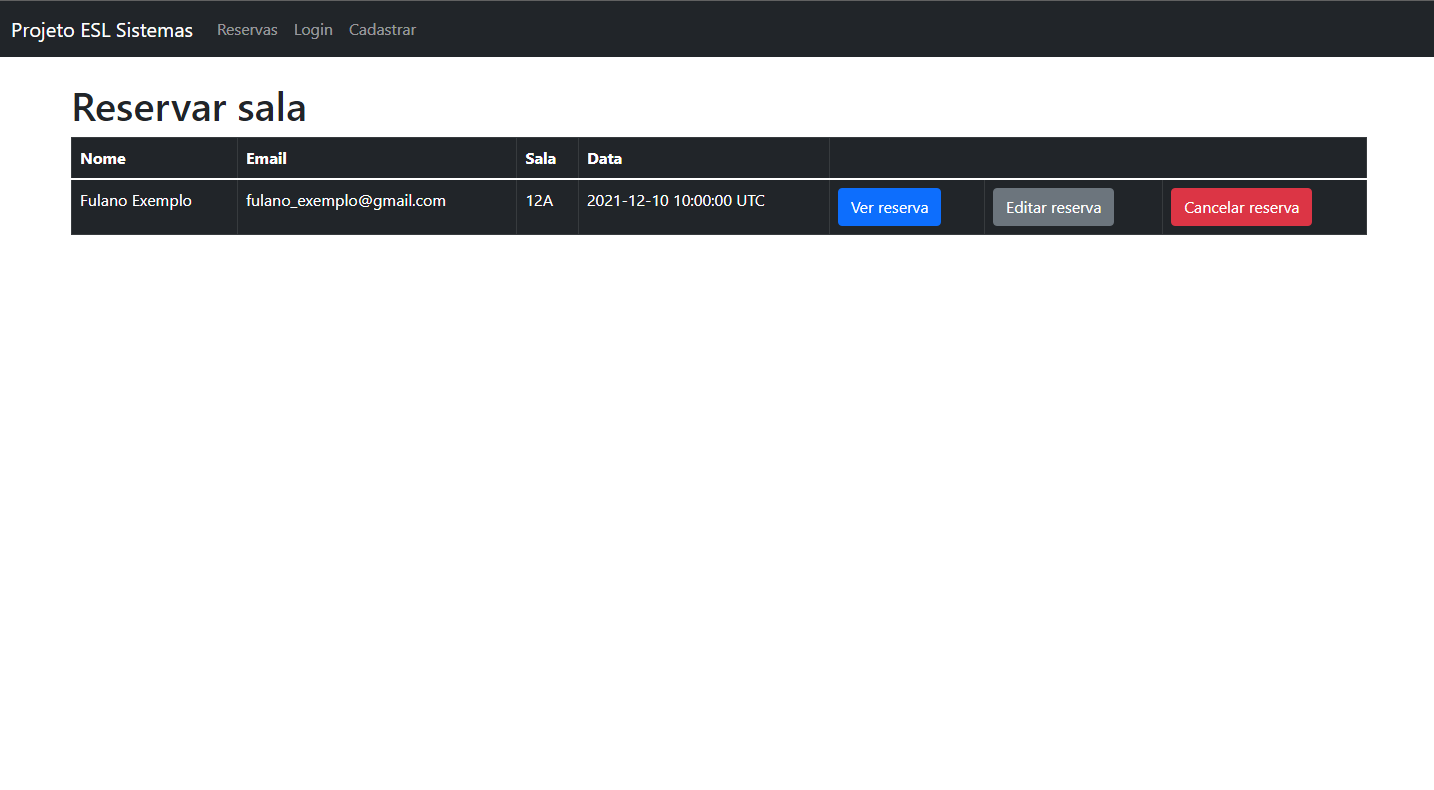 Projeto ESL Sistemas Reservas Login Cadastrar
Reservar sala
Nome Email Sala Data
Fulano Exemplo fulano_exemplo@gmail.com 12A 2021-12-10 10:00:00 UTC Ver reserva Editar reserva Cancelar reserva